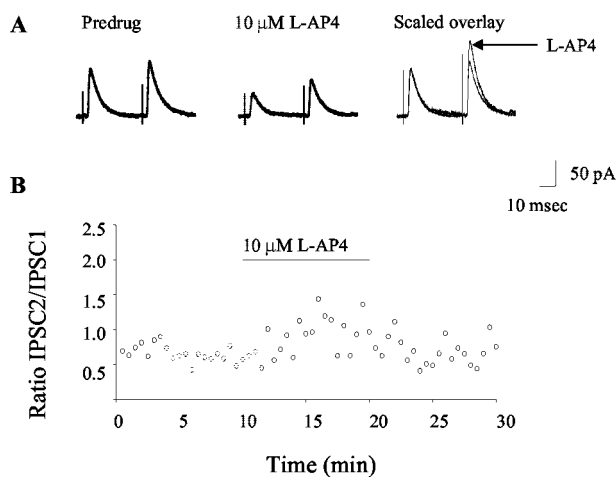 A
Predrug
10 μM L-AP4
Scaled overlay
L-AP4
50 pA
10 msec
B
10 μM L-AP4
Ratio IPSC2/IPSC1
2.5
2.0
1.5
1.0
0.5
0
5
10
15
20
25
30
Time (min)